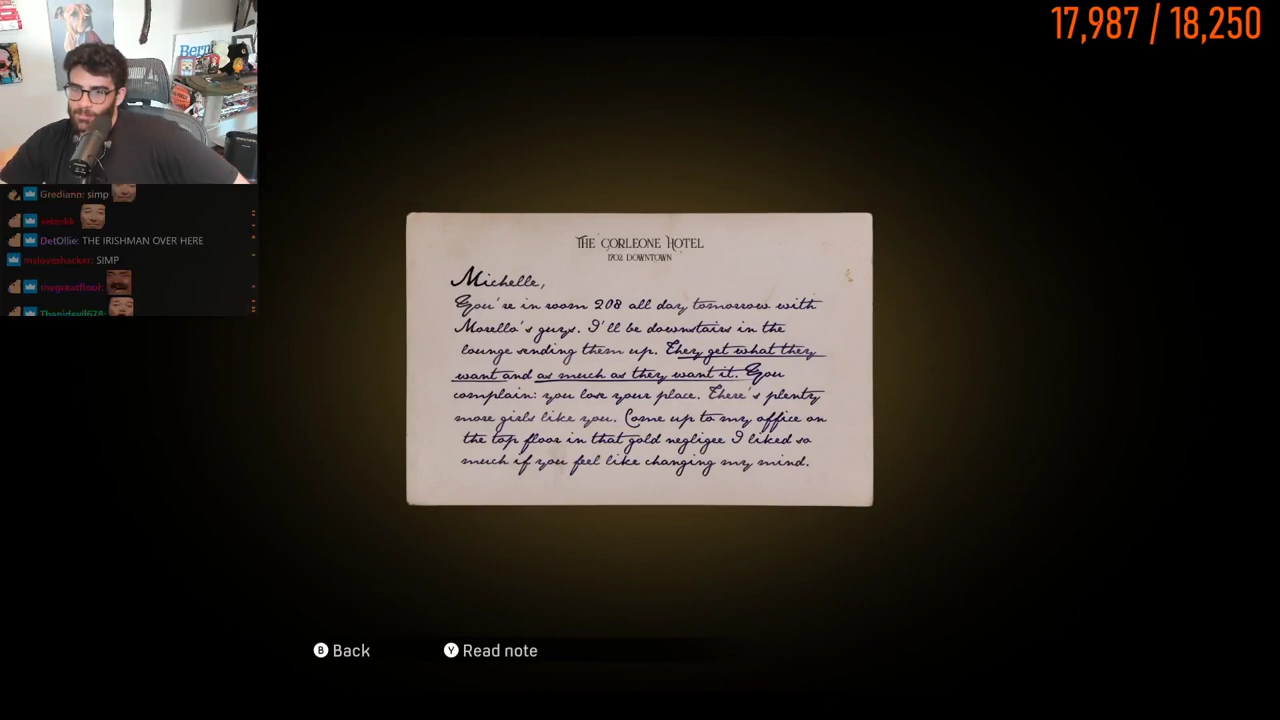 17,987 / 18,250
Bern
Grediann: simp
DetOllie: THE IRISHMAN OVER HERE
msloveshacker: SIMP
thegreatfloof:
THE CORLEONE HOTEL
1702 DOWNTOWN
Michelle,
You're in room 208 all day tomorrow with
Morello's guys. I'll be downstairs in the
lounge sending them up. They get what they
want and as much as they want it. You
complain: you lose your place. There's plenty
more girls like you. Come up to my office on
the top floor in that gold negligee I liked so
much if you feel like changing my mind.
B Back
Y Read note